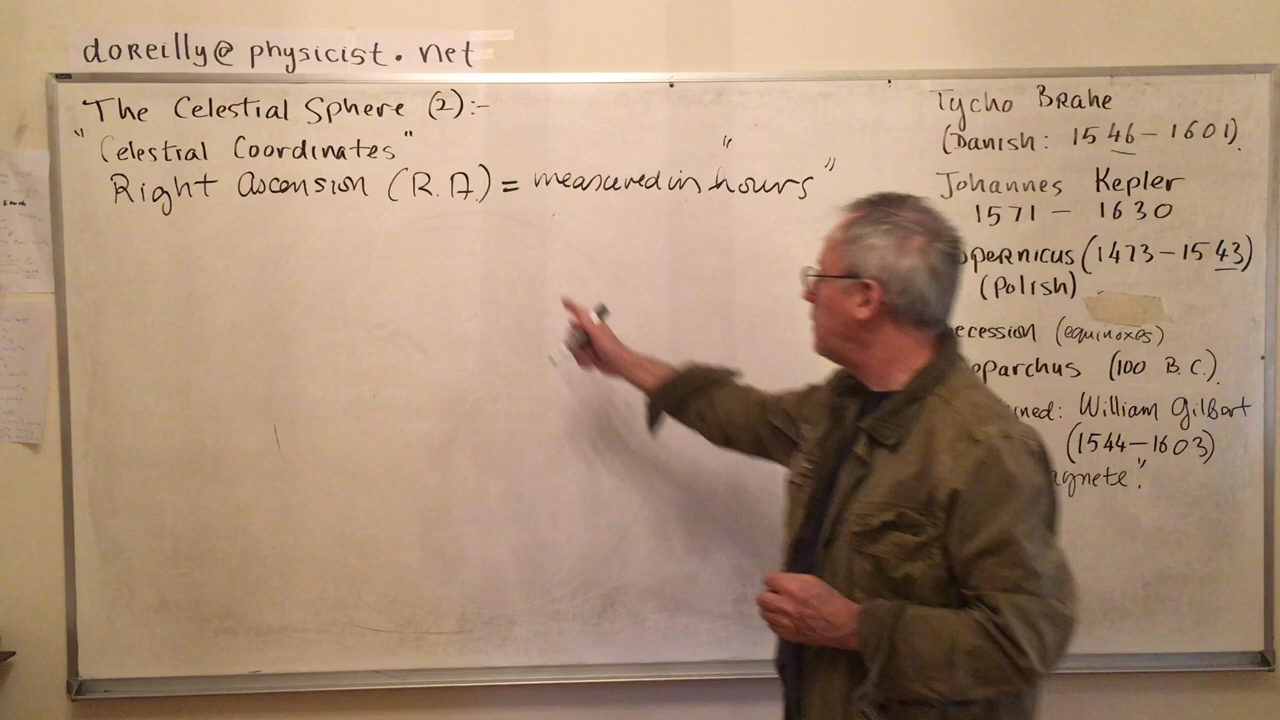 doreilly@physicist.net
The Celestial Sphere (2):-
"Celestral Coordinates"
Right Ascension (R.A) = "measured in hours"
Tycho Brahe
(Danish: 1546-1601).
Johannes Kepler
1571 - 1630
opernicus (1473-1543)
(Polish)
ecession (equinoxes)
pparchus (100 B.C.).
ned: William Gilbert
(1544-1603)
agnete".